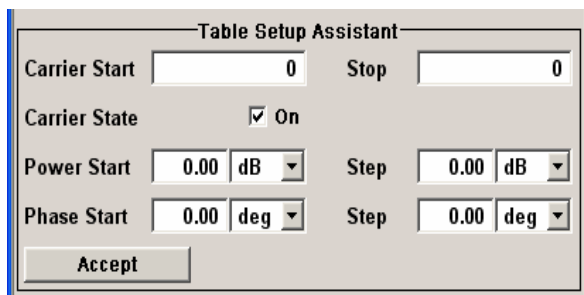 Table Setup Assistant
Carrier Start 0 Stop 0
Carrier State On
Power Start 0.00 dB Step 0.00 dB
Phase Start 0.00 deg Step 0.00 deg
Accept